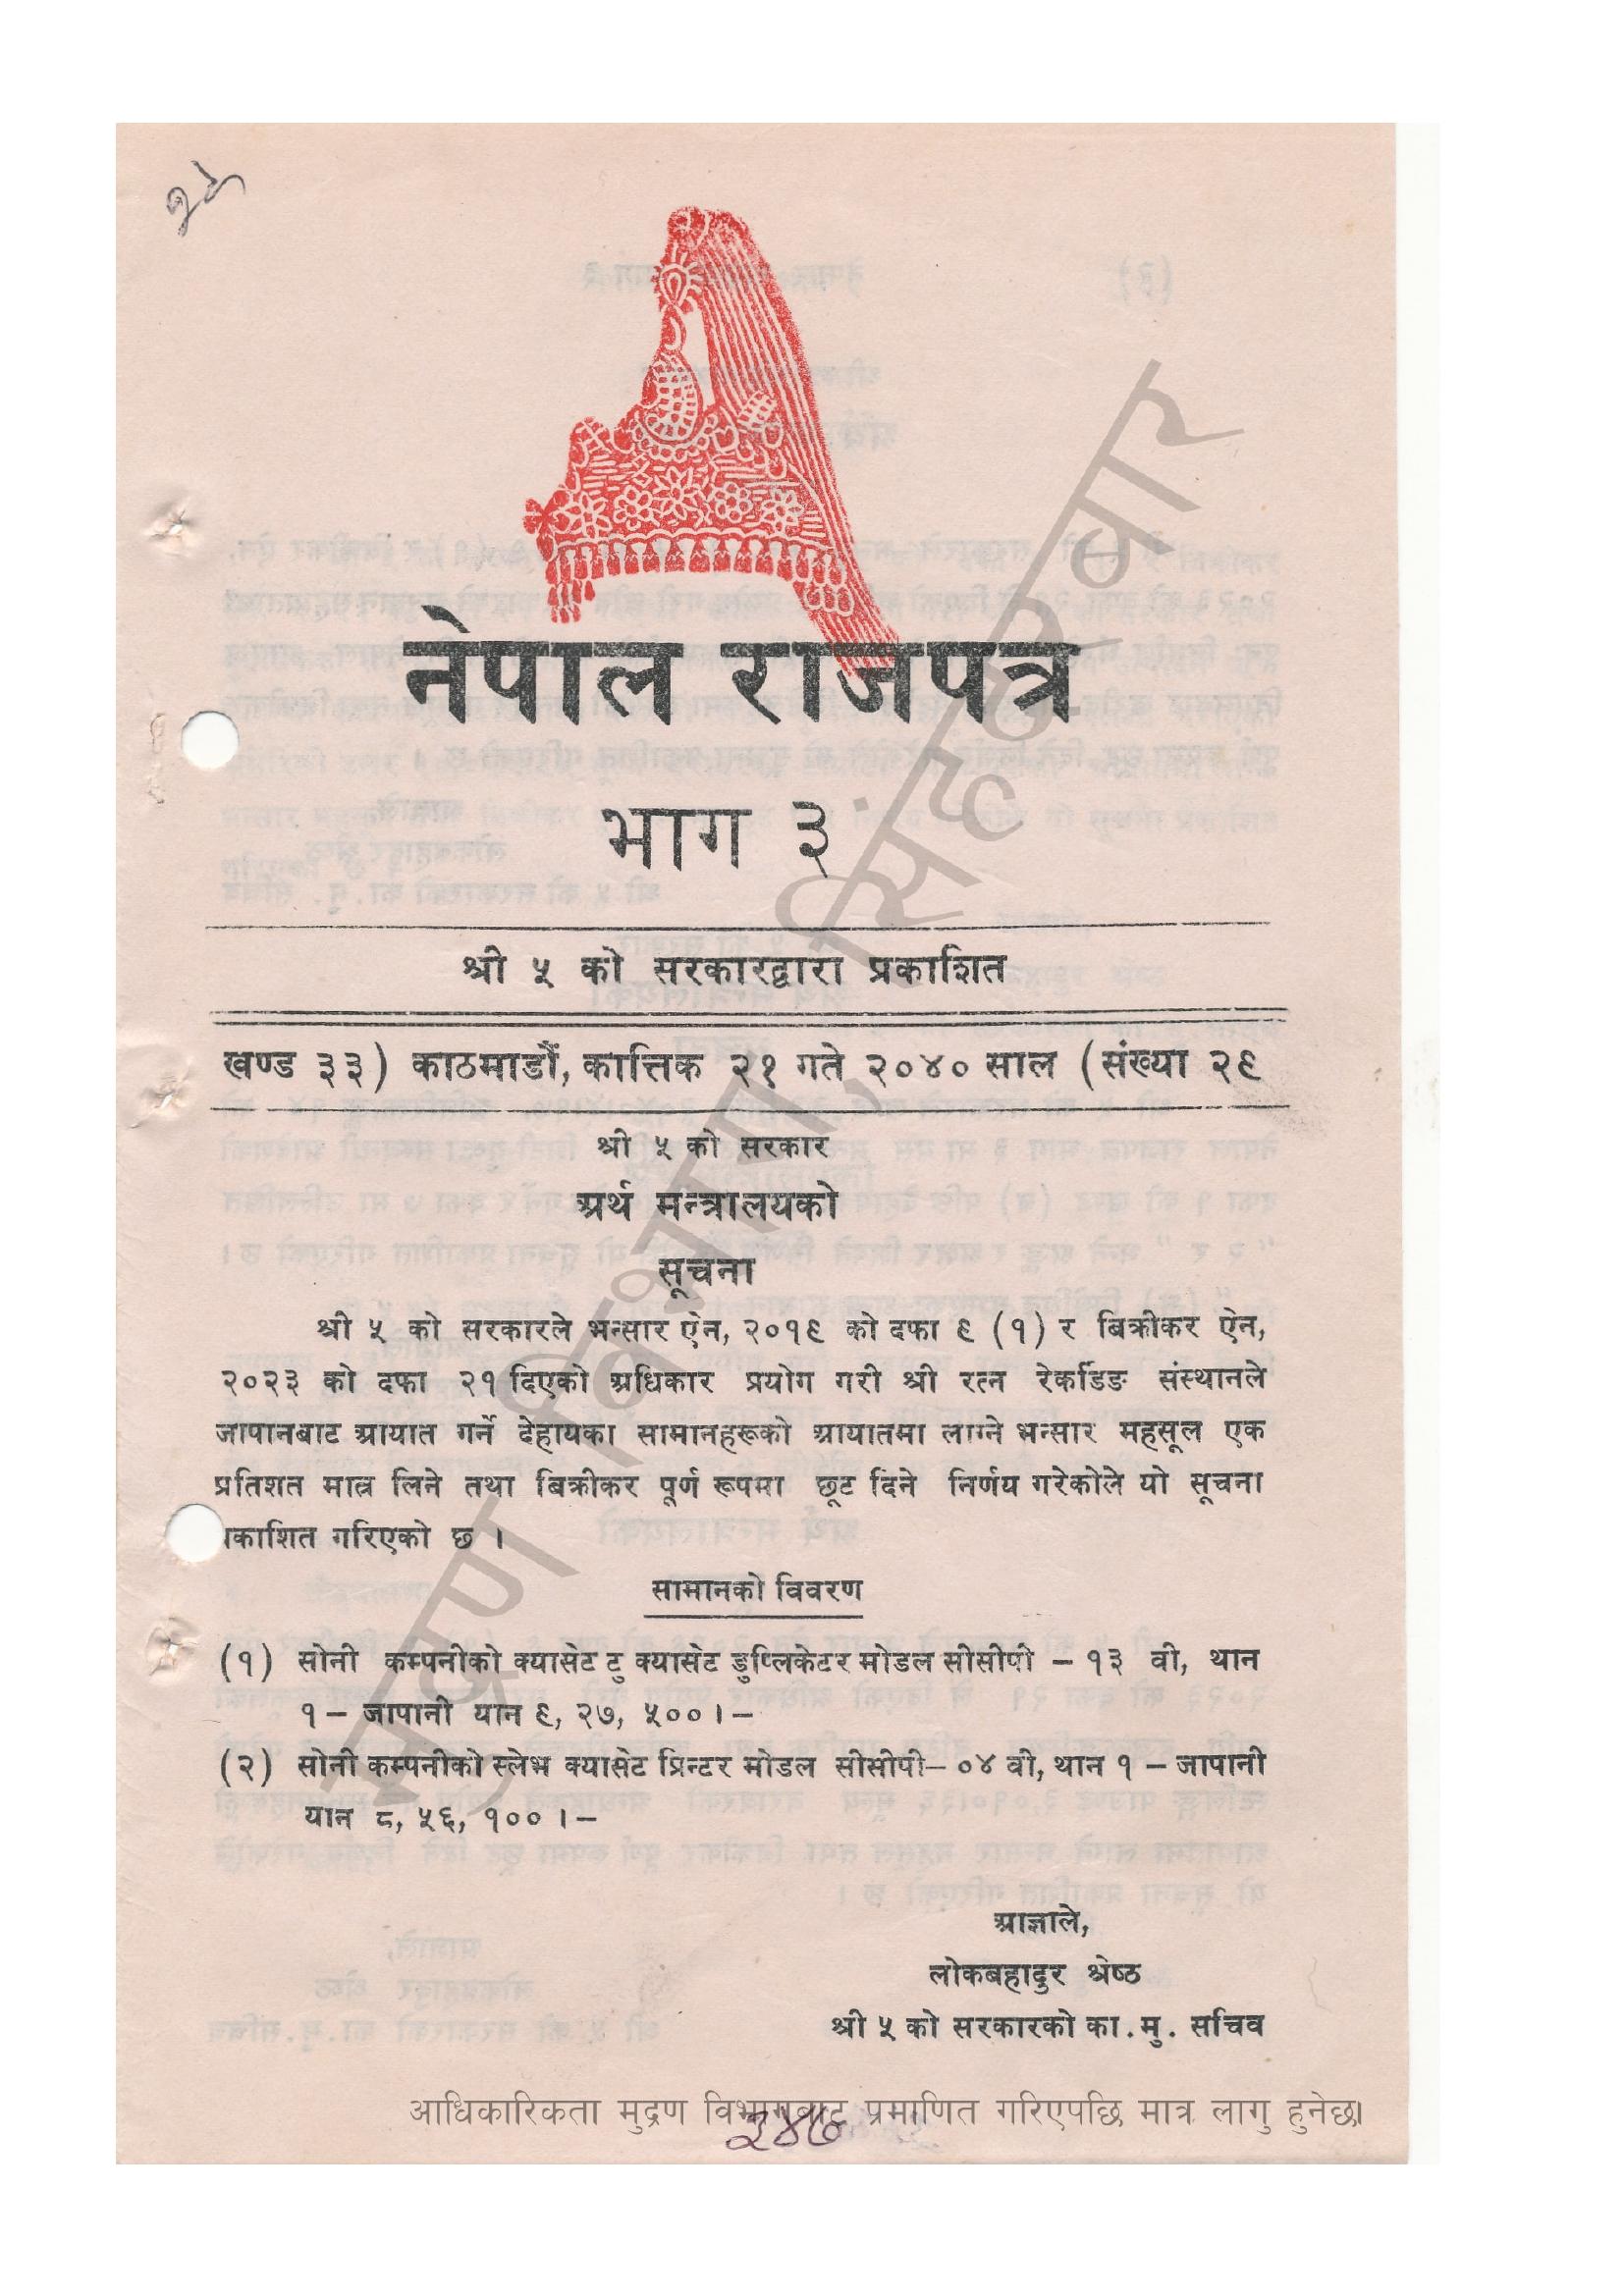 नेपाल राजपत्र
भाग ३
श्री ५ को सरकारद्वारा प्रकाशित
खण्ड ३३) काठमाडौं, कात्तिक २१ गते २०४० साल (संख्या २९
श्री ५ को सरकार
अर्थ मन्त्रालयको
सूचना
श्री ५ को सरकारले भन्सार ऐन, २०१९ को दफा ९ (१) र बिक्रीकर ऐन,
२०२३ को दफा २१ दिएको अधिकार प्रयोग गरी श्री रत्न रेकर्डिङ संस्थानले
जापानबाट आयात गर्ने देहायका सामानहरूको आयातमा लाग्ने भन्सार महसूल एक
प्रतिशत मात्र लिने तथा बिक्रीकर पूर्ण रूपमा छूट दिने निर्णय गरेकोले यो सूचना
प्रकाशित गरिएको छ ।
सामानको विवरण
(१) सोनी कम्पनीको क्यासेट टु क्यासेट डुप्लिकेटर मोडल सीसीपी – १३ वी, थान
१ – जापानी यान ९, २७, ५०० ।–
(२) सोनी कम्पनीको स्लेभ क्यासेट प्रिन्टर मोडल सीसीपी– ०४ वी, थान १ – जापानी
यान ८, ५६, १०० ।–
आज्ञाले,
लोकबहादुर श्रेष्ठ
श्री ५ को सरकारको का . मु . सचिव
आधिकारिकता मुद्रण विभागबाट प्रमाणित गरिएपछि मात्र लागु हुनेछ।
२४७
मुद्रण विभाग, सिंहदरवार